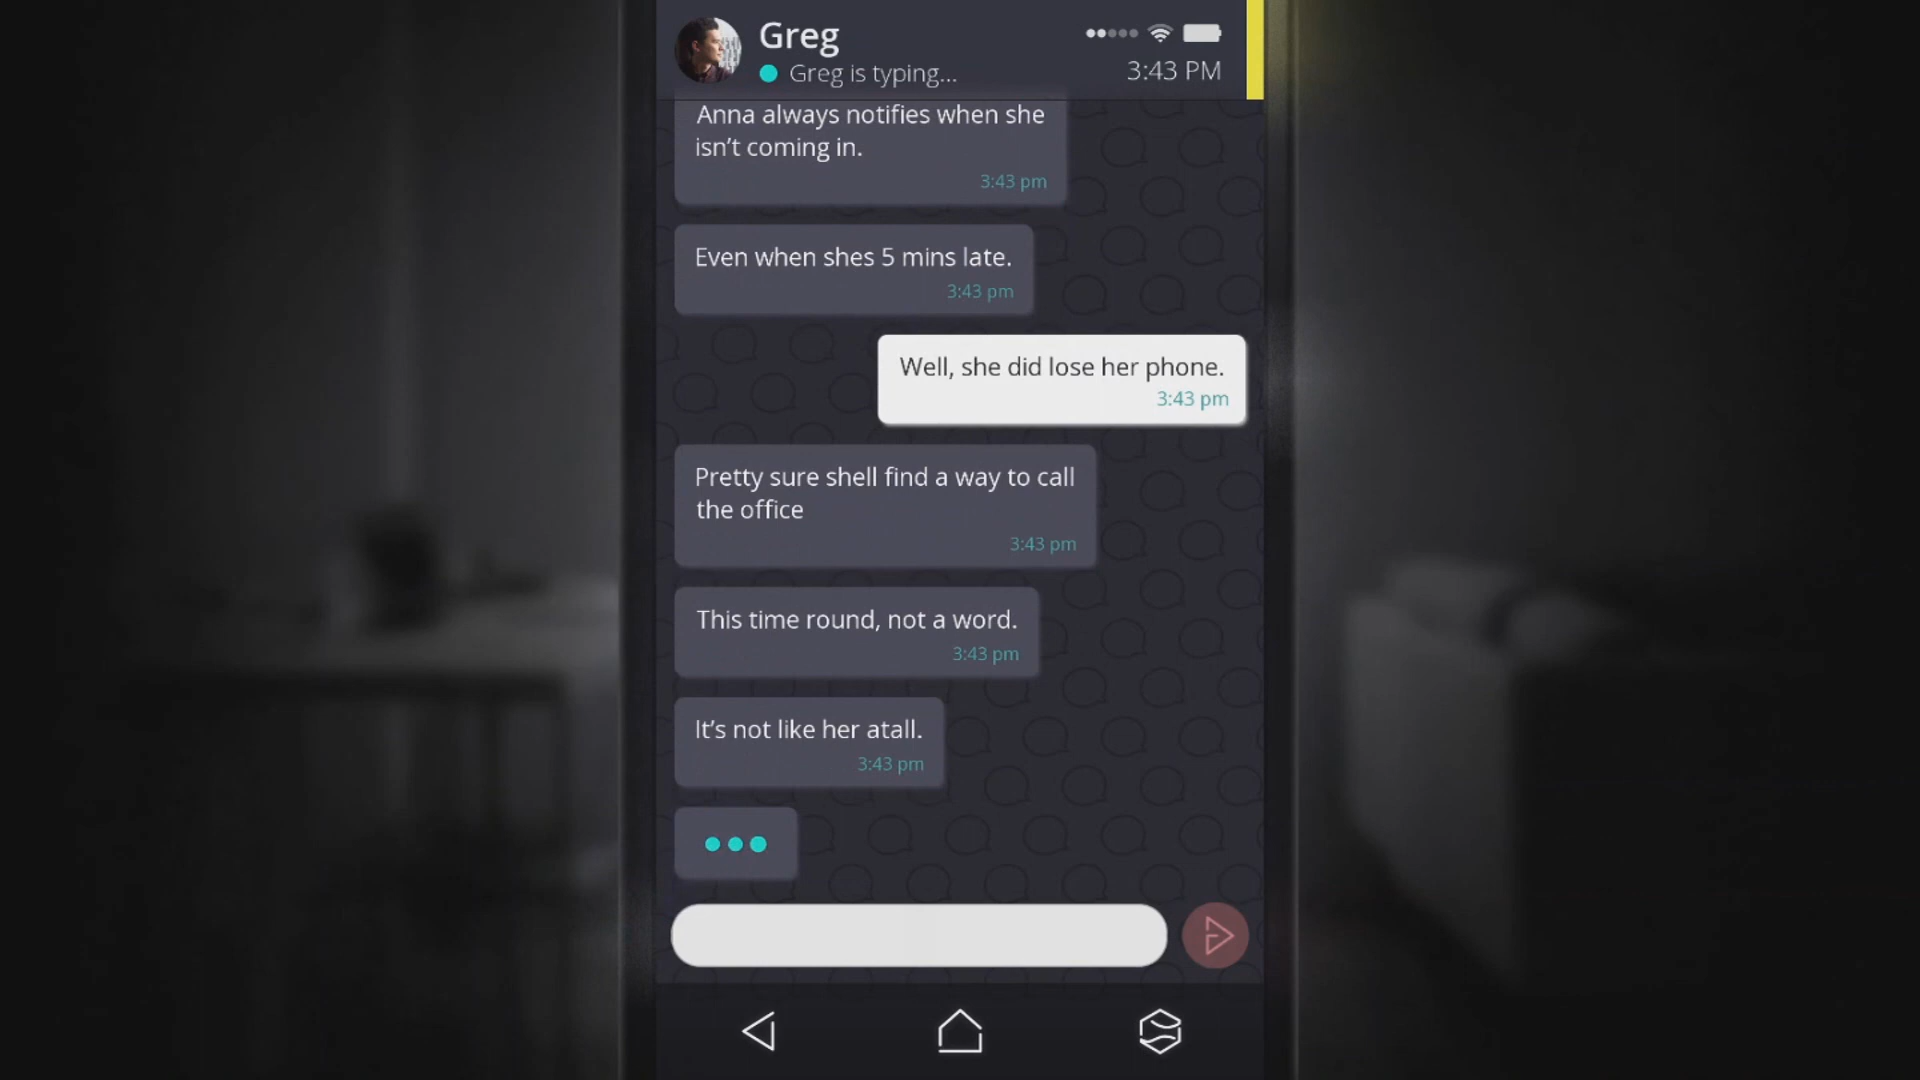 Greg
Greg is typing...
3:43 PM
Anna always notifies when she
isn’t coming in.
3:43 pm
Even when shes 5 mins late.
3:43 pm
Well, she did lose her phone.
3:43 pm
Pretty sure shell find a way to call
the office
3:43 pm
This time round, not a word.
3:43 pm
It’s not like her atall.
3:43 pm